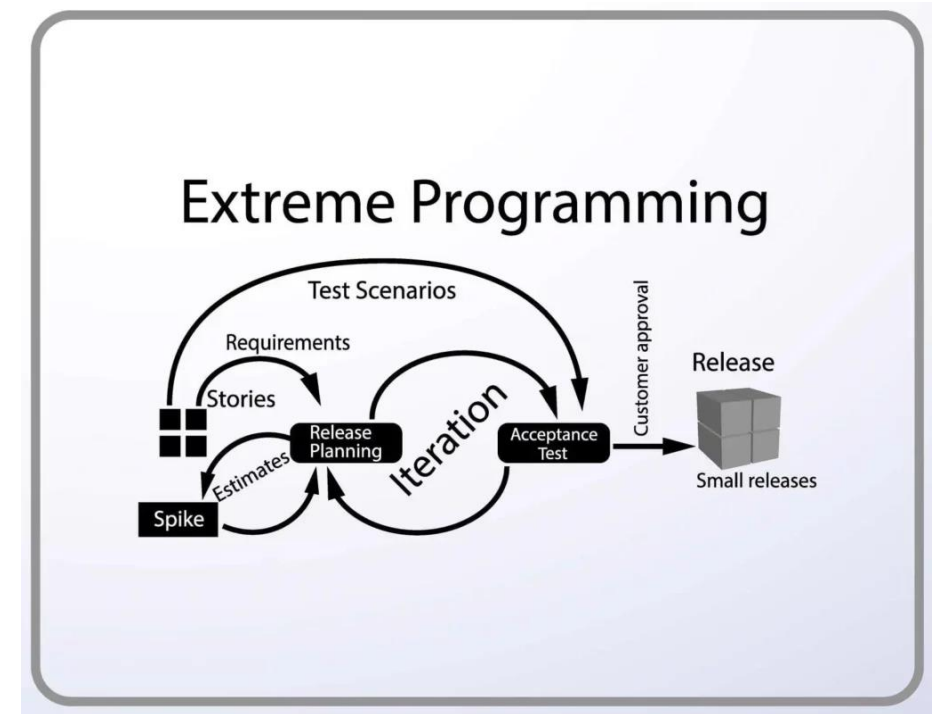 Extreme Programming
Test Scenarios
Requirements
Stories
Release
Planning
Estimates
Spike
Iteration
Acceptance
Test
Customer approval
Release
Small releases